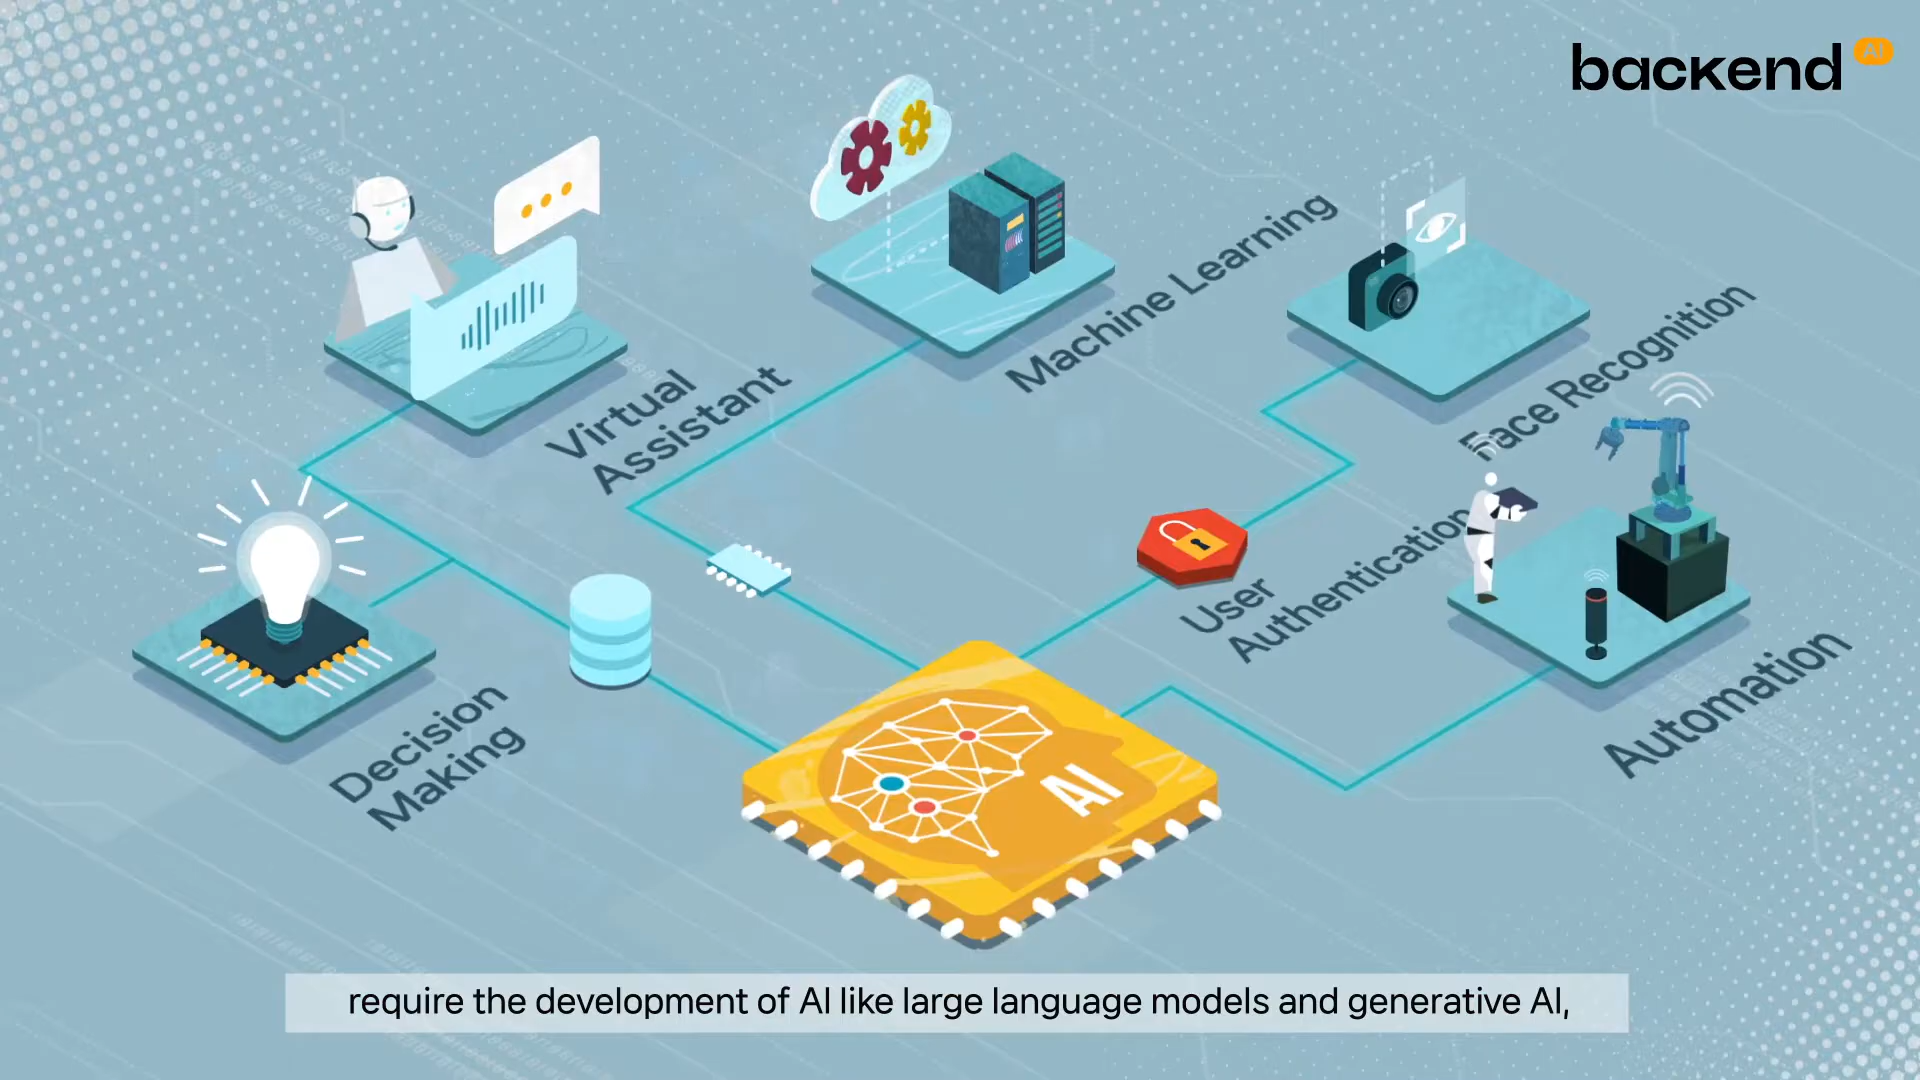 backend AI
Machine Learning
Virtual
Assistant
Face Recognition
User
Authentication
Automation
Decision
Making
AI
require the development of AI like large language models and generative AI,